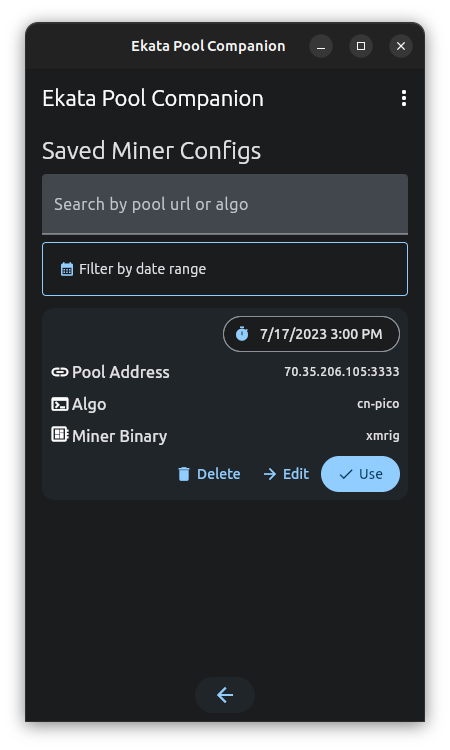 Ekata Pool Companion
Ekata Pool Companion
Saved Miner Configs
Search by pool url or algo
Filter by date range
7/17/2023 3:00 PM
Pool Address 70.35.206.105:3333
Algo cn-pico
Miner Binary xmrig
Delete Edit Use